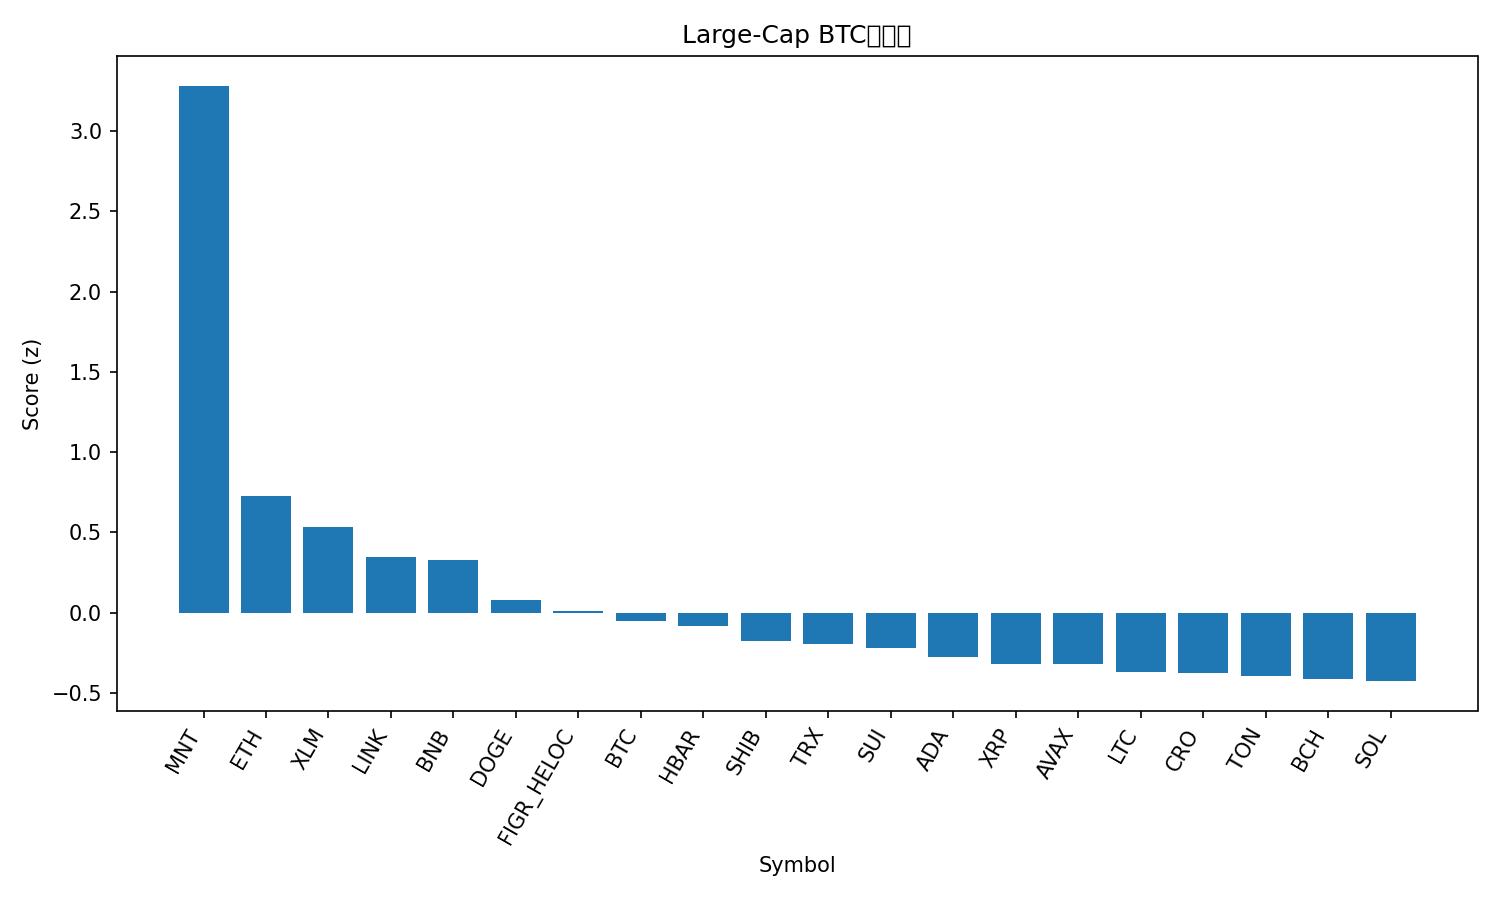 Large-Cap BTC
Score (z)
3.0
2.5
2.0
1.5
1.0
0.5
0.0
−0.5
MNT
ETH
XLM
LINK
BNB
DOGE
FIGR_HELOC
BTC
HBAR
SHIB
TRX
SUI
ADA
XRP
AVAX
LTC
CRO
TON
BCH
SOL
Symbol